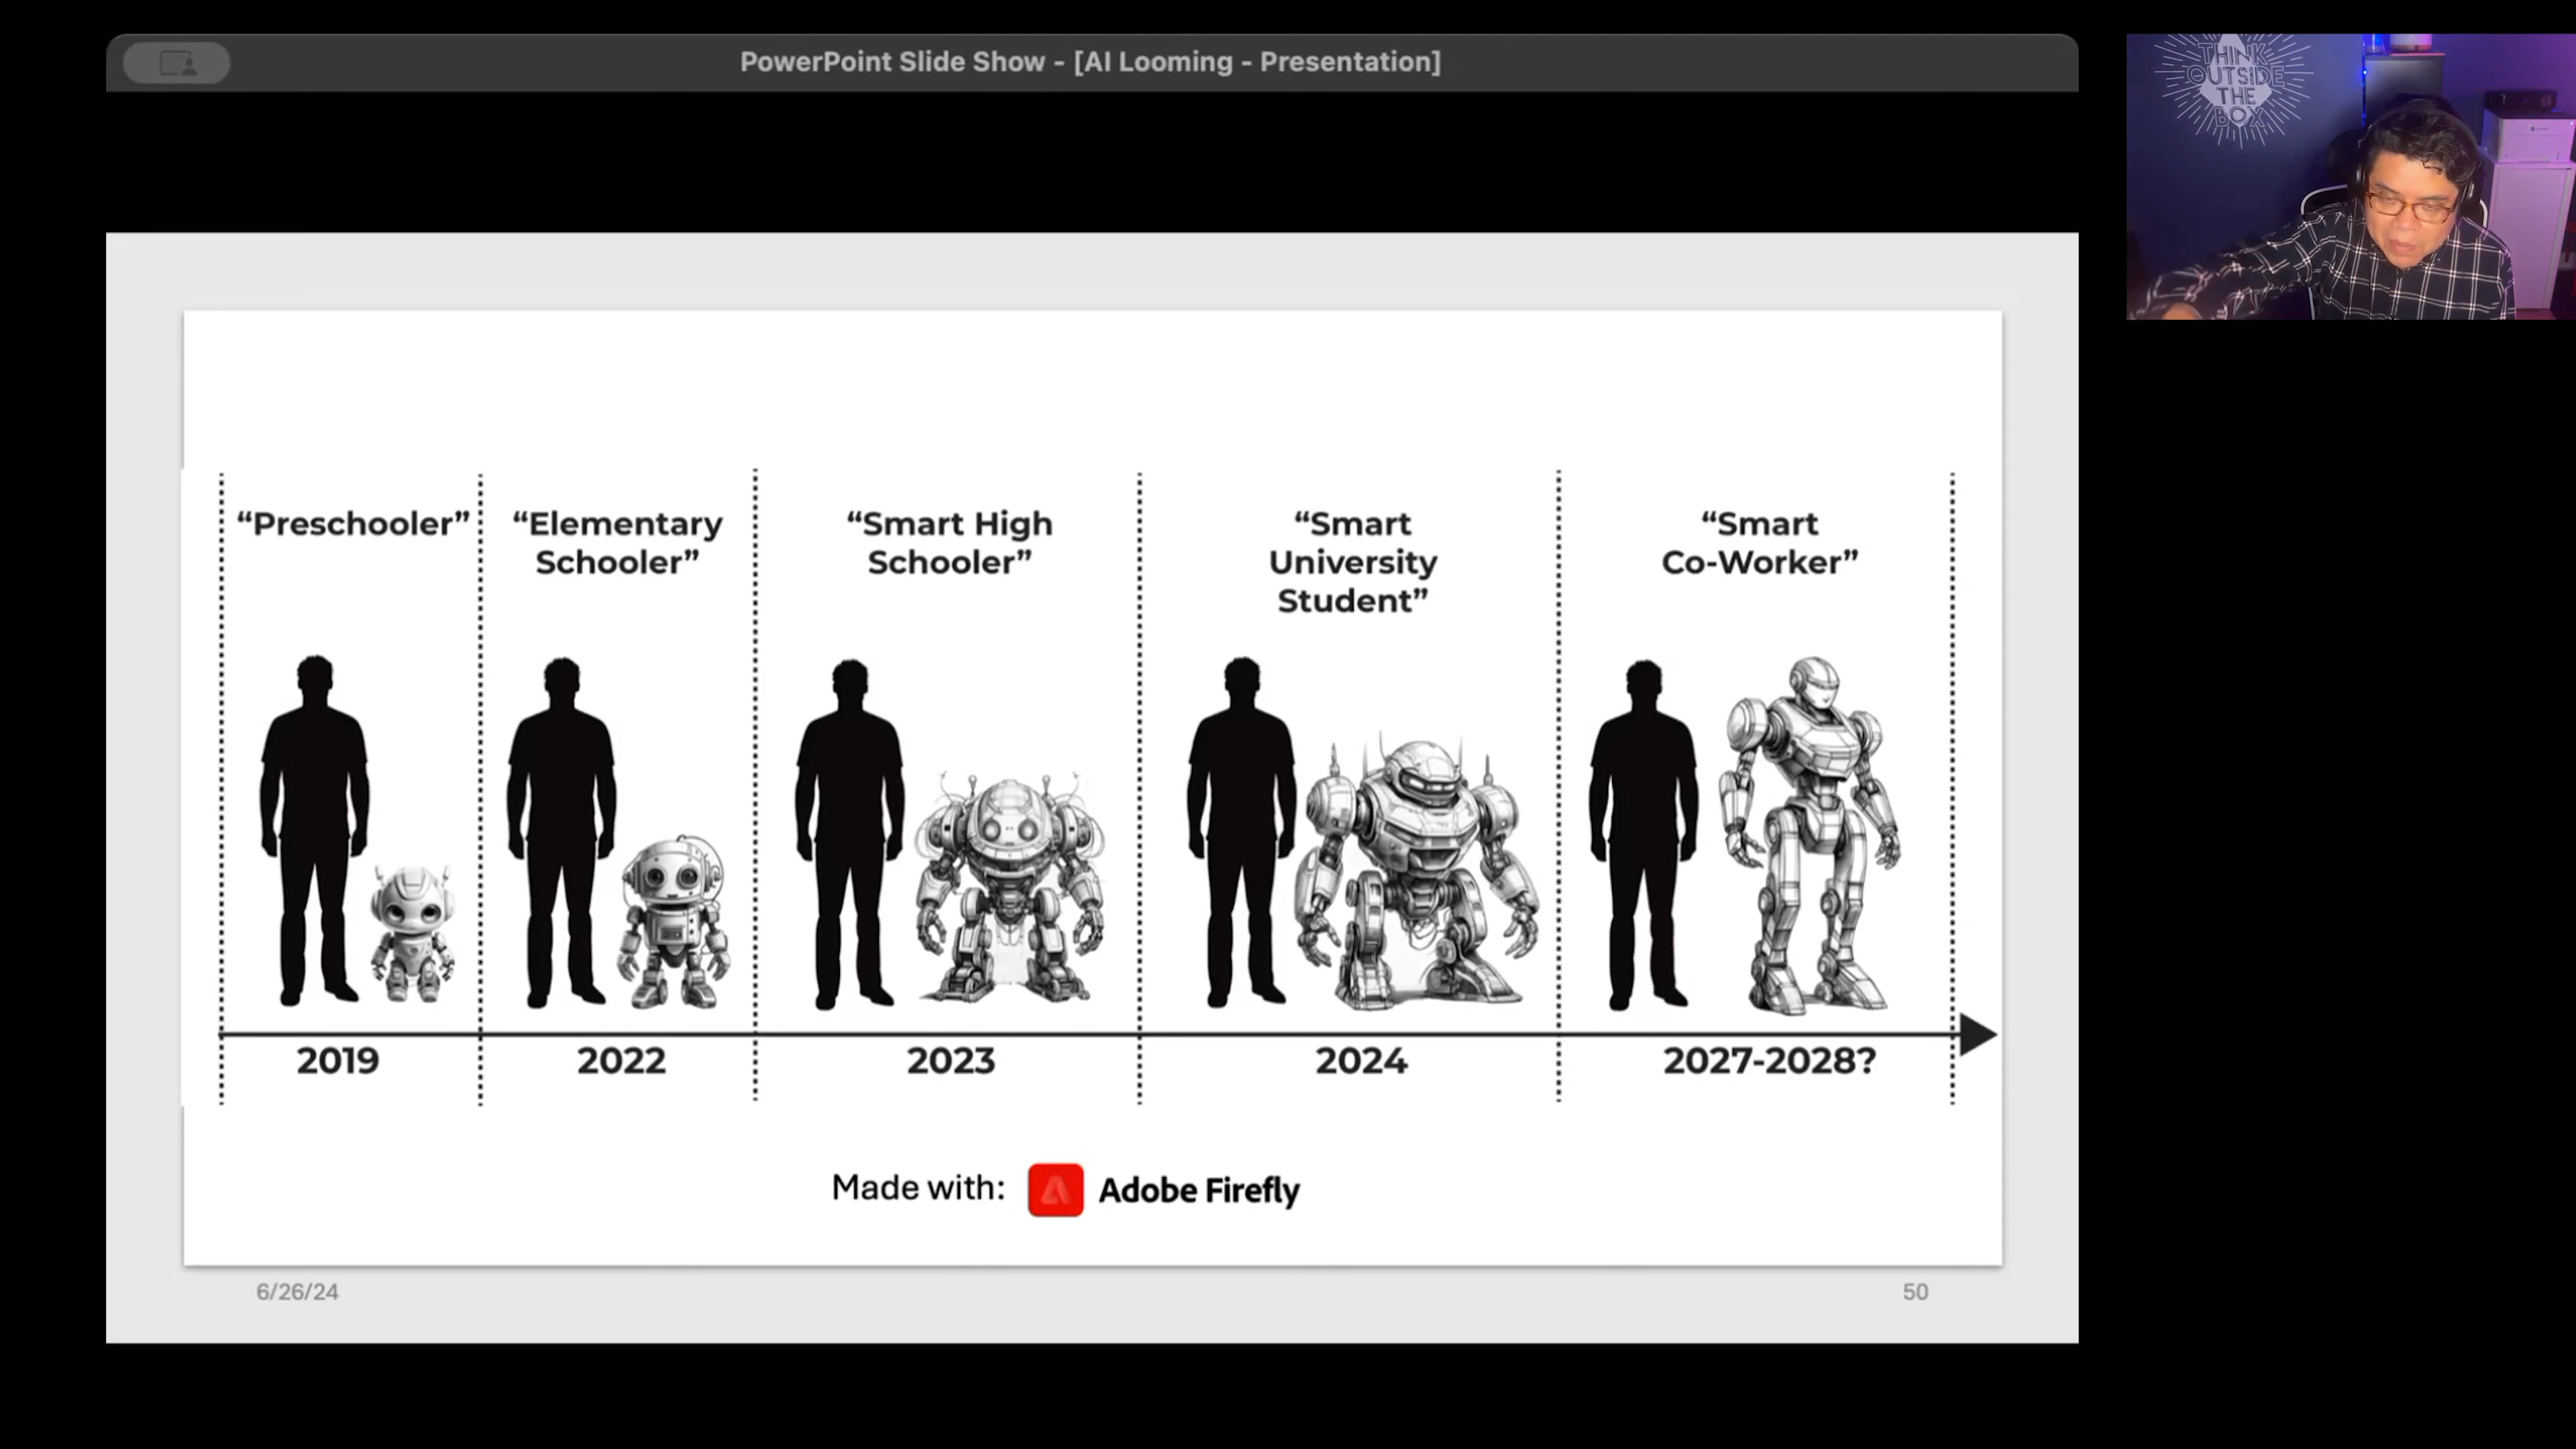 PowerPoint Slide Show - [AI Looming - Presentation]
THINK
OUTSIDE
THE
BOX
“Preschooler”
“Elementary
Schooler”
“Smart High
Schooler”
“Smart
University
Student”
“Smart
Co-Worker”
2019
2022
2023
2024
2027-2028?
Made with: Adobe Firefly
6/26/24
50